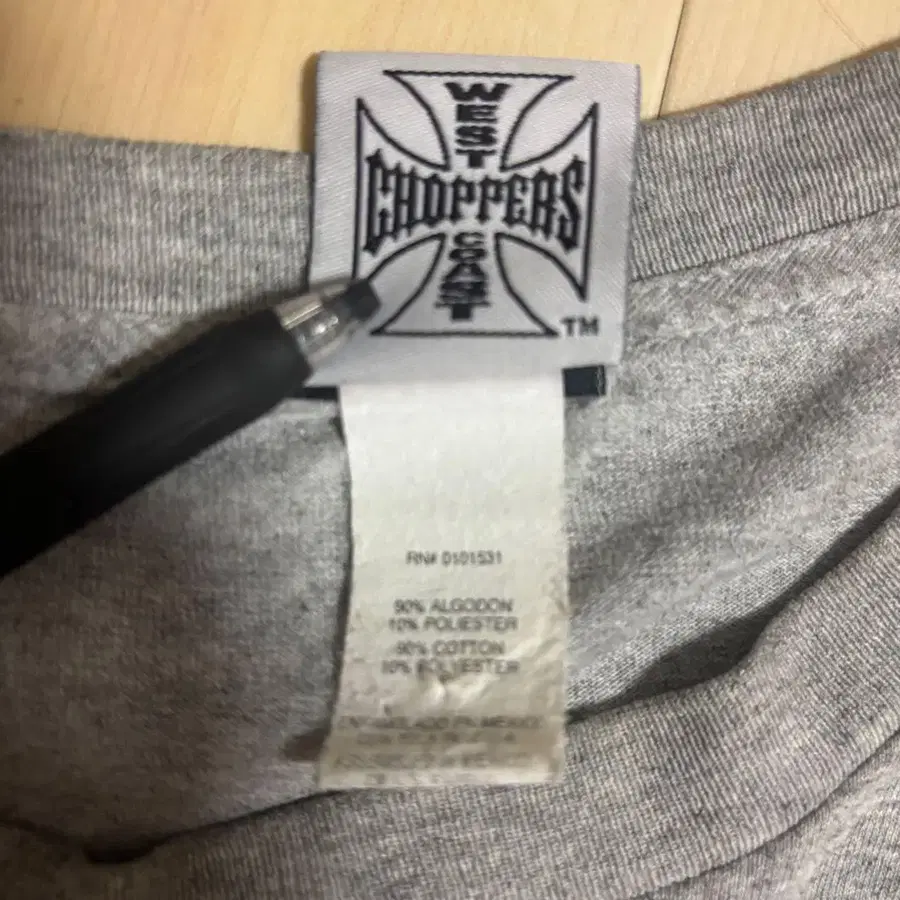 WEST
CHOPPERS
COAST
TM
RN# 0101531
90% ALGODON
10% POLIESTER
90% COTTON
10% POLYESTER